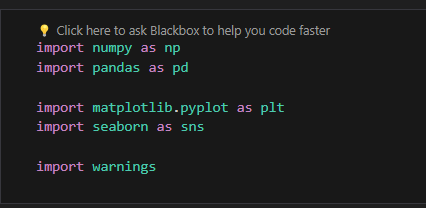 💡 Click here to ask Blackbox to help you code faster
import numpy as np
import pandas as pd
import matplotlib.pyplot as plt
import seaborn as sns
import warnings